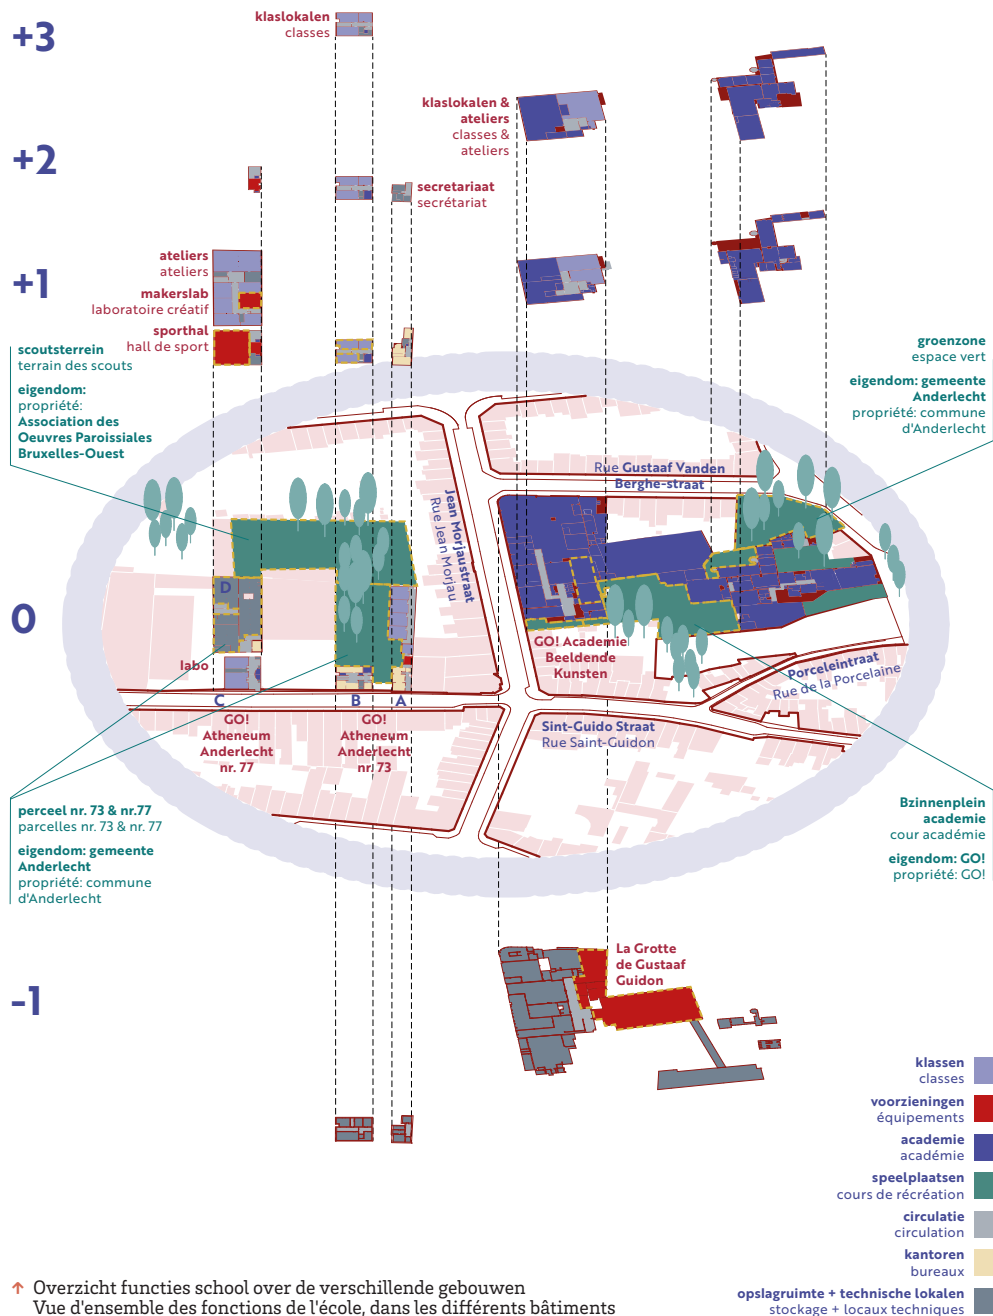 +3
klaslokalen
classes
klaslokalen &
ateliers
classes &
ateliers
+2
secretariaat
secrétariat
ateliers
ateliers
+1
makerslab
laboratoire créatif
sporthal
hall de sport
scoutsterrein
terrain des scouts
eigendom:
propriété:
Association des
Oeuvres Paroissiales
Bruxelles-Ouest
groenzone
espace vert
eigendom: gemeente
Anderlecht
propriété: commune
d'Anderlecht
Rue Gustaaf Vanden
Berghe-straat
Jean Morjaustraat
Rue Jean Morjau
0
D
labo
GO! Academie
Beeldende
Kunsten
Porceleintraat
Rue de la Porcelaine
C
B
A
GO!
Atheneum
Anderlecht
nr. 77
GO!
Atheneum
Anderlecht
nr. 73
Sint-Guido Straat
Rue Saint-Guidon
perceel nr. 73 & nr.77
parcelles nr. 73 & nr. 77
eigendom: gemeente
Anderlecht
propriété: commune
d'Anderlecht
Bzinnenplein
academie
cour académie
eigendom: GO!
propriété: GO!
-1
La Grotte
de Gustaaf
Guidon
klassen
classes
voorzieningen
équipements
academie
académie
speelplaatsen
cours de récréation
circulatie
circulation
kantoren
bureaux
opslagruimte + technische lokalen
stockage + locaux techniques
↑ Overzicht functies school over de verschillende gebouwen
Vue d'ensemble des fonctions de l'école, dans les différents bâtiments